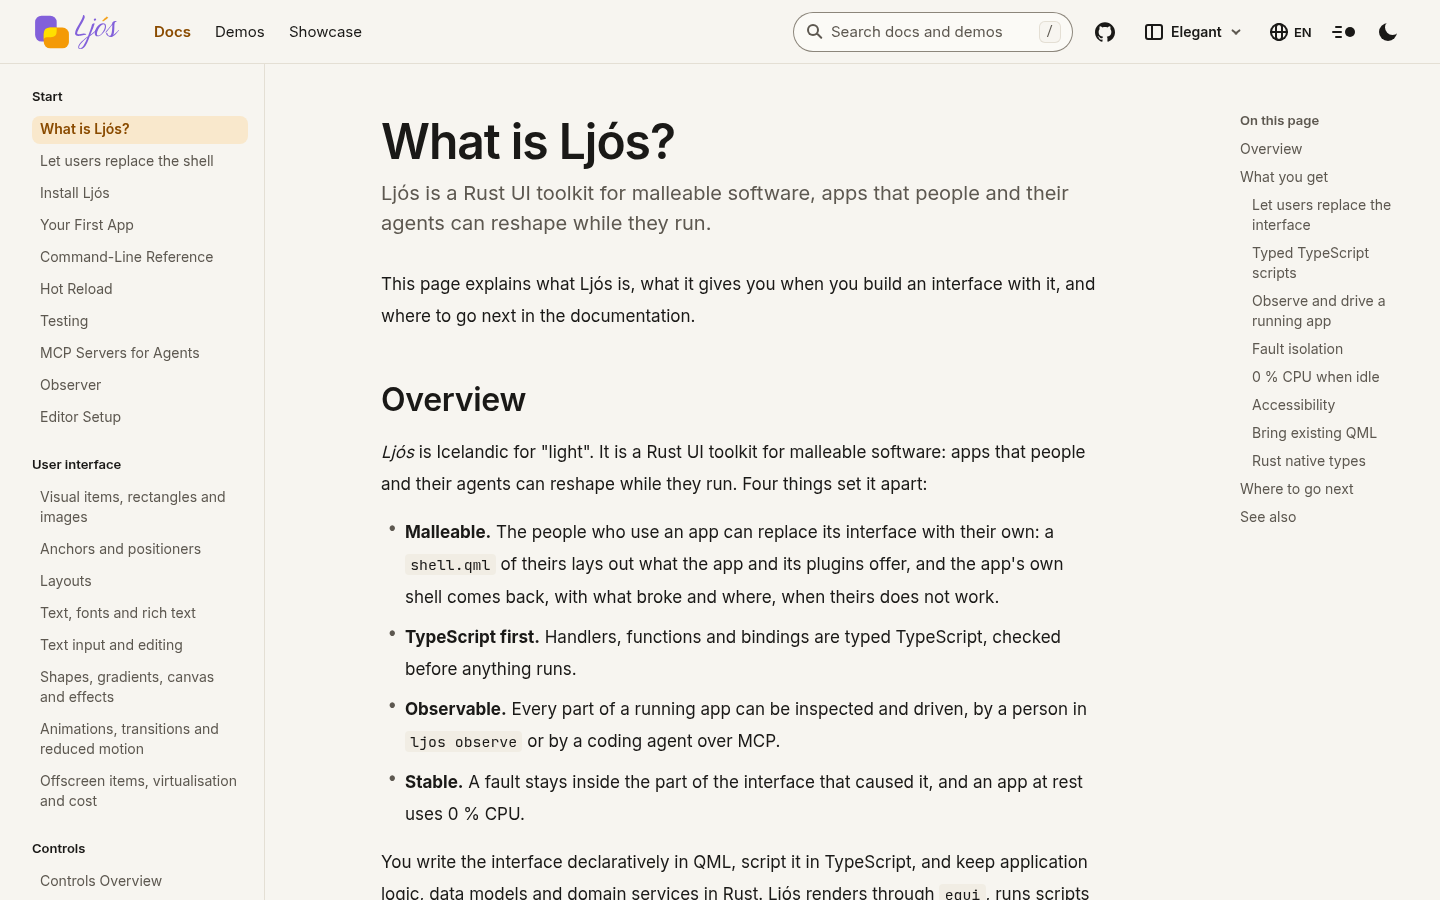 Ljós
Docs
Demos
Showcase
Search docs and demos
/
Elegant
EN
Start
What is Ljós?
Let users replace the shell
Install Ljós
Your First App
Command-Line Reference
Hot Reload
Testing
MCP Servers for Agents
Observer
Editor Setup
User interface
Visual items, rectangles and
images
Anchors and positioners
Layouts
Text, fonts and rich text
Text input and editing
Shapes, gradients, canvas
and effects
Animations, transitions and
reduced motion
Offscreen items, virtualisation
and cost
Controls
Controls Overview
What is Ljós?
Ljós is a Rust UI toolkit for malleable software, apps that people and their
agents can reshape while they run.
This page explains what Ljós is, what it gives you when you build an interface with it, and
where to go next in the documentation.
Overview
Ljós is Icelandic for "light". It is a Rust UI toolkit for malleable software: apps that people
and their agents can reshape while they run. Four things set it apart:
• Malleable. The people who use an app can replace its interface with their own: a
shell.qml of theirs lays out what the app and its plugins offer, and the app's own
shell comes back, with what broke and where, when theirs does not work.
• TypeScript first. Handlers, functions and bindings are typed TypeScript, checked
before anything runs.
• Observable. Every part of a running app can be inspected and driven, by a person in
ljos observe or by a coding agent over MCP.
• Stable. A fault stays inside the part of the interface that caused it, and an app at rest
uses 0 % CPU.
You write the interface declaratively in QML, script it in TypeScript, and keep application
logic, data models and domain services in Rust. Ljós renders through egui, runs scripts
On this page
Overview
What you get
Let users replace the
interface
Typed TypeScript
scripts
Observe and drive a
running app
Fault isolation
0 % CPU when idle
Accessibility
Bring existing QML
Rust native types
Where to go next
See also